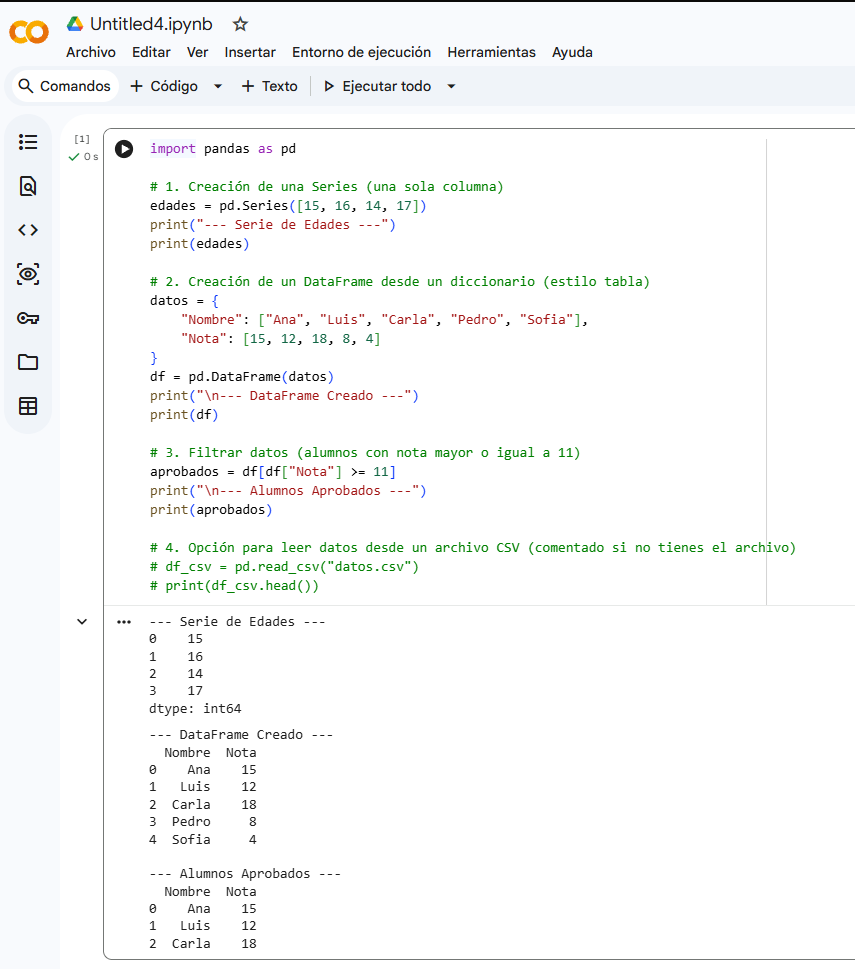 CO Untitled4.ipynb
Archivo Editar Ver Insertar Entorno de ejecución Herramientas Ayuda
Comandos + Código + Texto Ejecutar todo
[1]
0 s
import pandas as pd
# 1. Creación de una Series (una sola columna)
edades = pd.Series([15, 16, 14, 17])
print("--- Serie de Edades ---")
print(edades)
# 2. Creación de un DataFrame desde un diccionario (estilo tabla)
datos = {
    "Nombre": ["Ana", "Luis", "Carla", "Pedro", "Sofia"],
    "Nota": [15, 12, 18, 8, 4]
}
df = pd.DataFrame(datos)
print("\n--- DataFrame Creado ---")
print(df)
# 3. Filtrar datos (alumnos con nota mayor o igual a 11)
aprobados = df[df["Nota"] >= 11]
print("\n--- Alumnos Aprobados ---")
print(aprobados)
# 4. Opción para leer datos desde un archivo CSV (comentado si no tienes el archivo)
# df_csv = pd.read_csv("datos.csv")
# print(df_csv.head())
--- Serie de Edades ---
0    15
1    16
2    14
3    17
dtype: int64
--- DataFrame Creado ---
  Nombre  Nota
0    Ana    15
1   Luis    12
2  Carla    18
3  Pedro     8
4  Sofia     4
--- Alumnos Aprobados ---
  Nombre  Nota
0    Ana    15
1   Luis    12
2  Carla    18